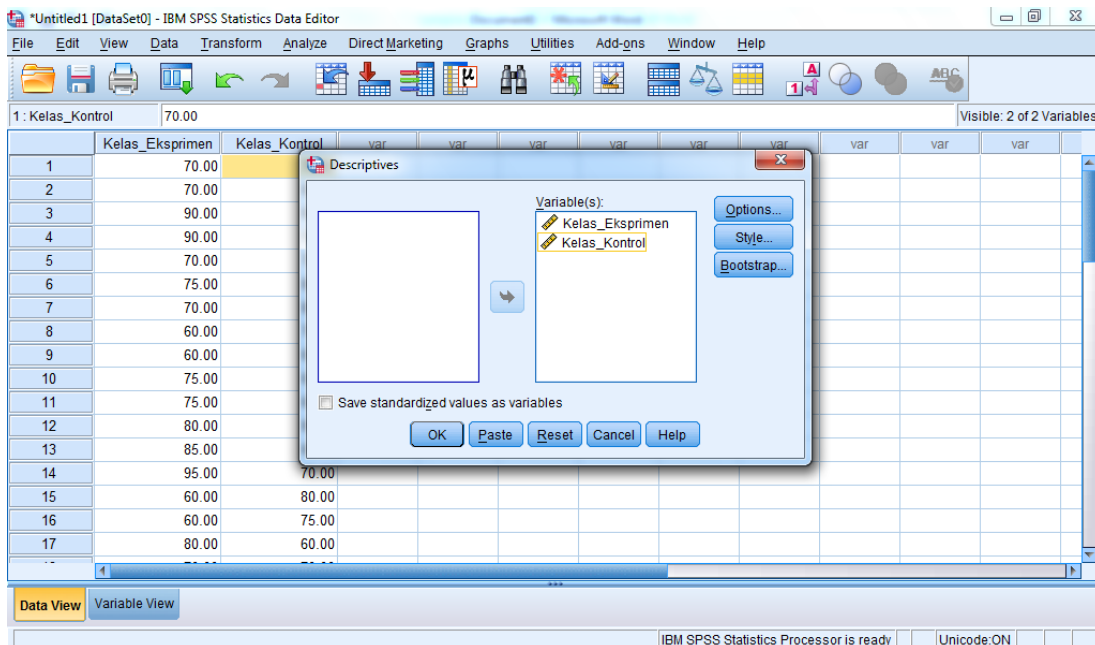 *Untitled1 [DataSet0] - IBM SPSS Statistics Data Editor
File Edit View Data Transform Analyze Direct Marketing Graphs Utilities Add-ons Window Help
1 : Kelas_Kontrol 70.00 Visible: 2 of 2 Variables
Kelas_Eksprimen Kelas_Kontrol var var var var var var var var var
Descriptives
Variable(s):
Kelas_Eksprimen
Kelas_Kontrol
Options...
Style...
Bootstrap...
Save standardized values as variables
OK Paste Reset Cancel Help
1 70.00
2 70.00
3 90.00
4 90.00
5 70.00
6 75.00
7 70.00
8 60.00
9 60.00
10 75.00
11 75.00
12 80.00
13 85.00
14 95.00 70.00
15 60.00 80.00
16 60.00 75.00
17 80.00 60.00
Data View Variable View
IBM SPSS Statistics Processor is ready Unicode:ON